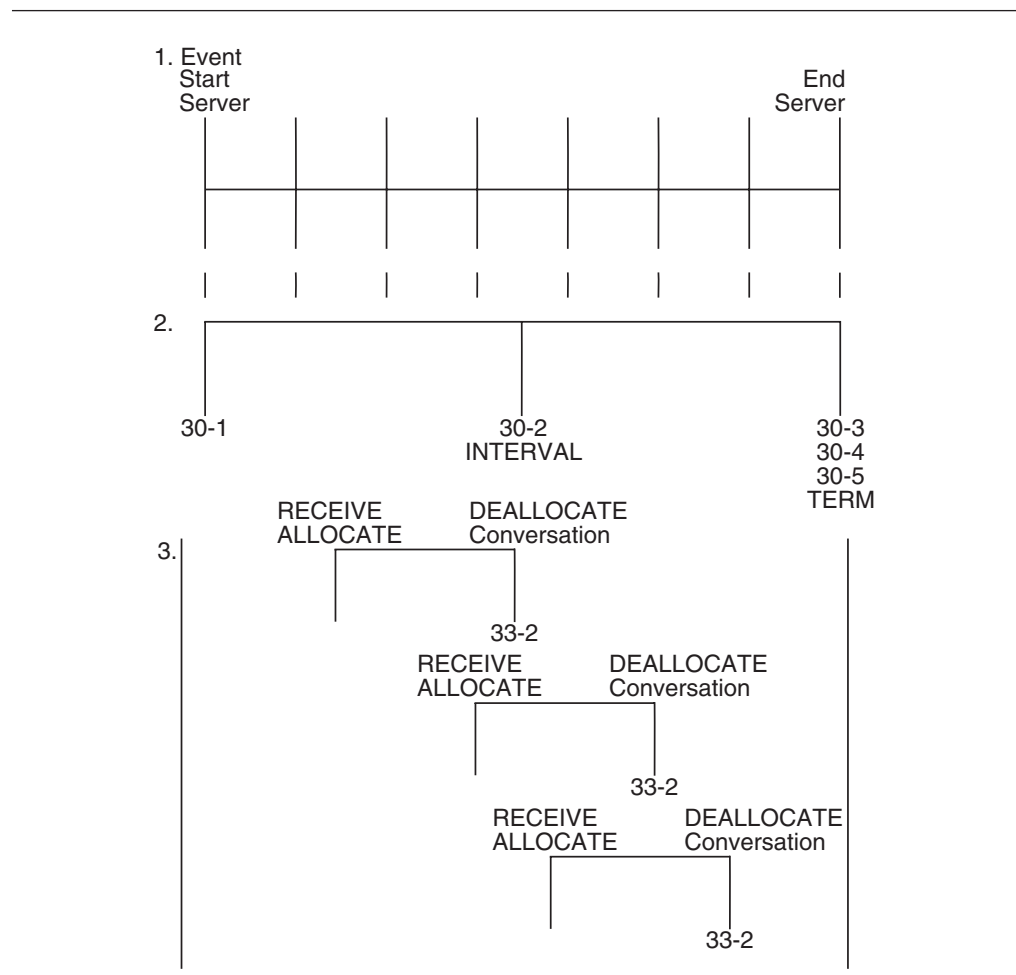 1. Event
Start
Server
End
Server
2.
30-1
30-2
INTERVAL
30-3
30-4
30-5
TERM
3.
RECEIVE
ALLOCATE
DEALLOCATE
Conversation
33-2
RECEIVE
ALLOCATE
DEALLOCATE
Conversation
33-2
RECEIVE
ALLOCATE
DEALLOCATE
Conversation
33-2